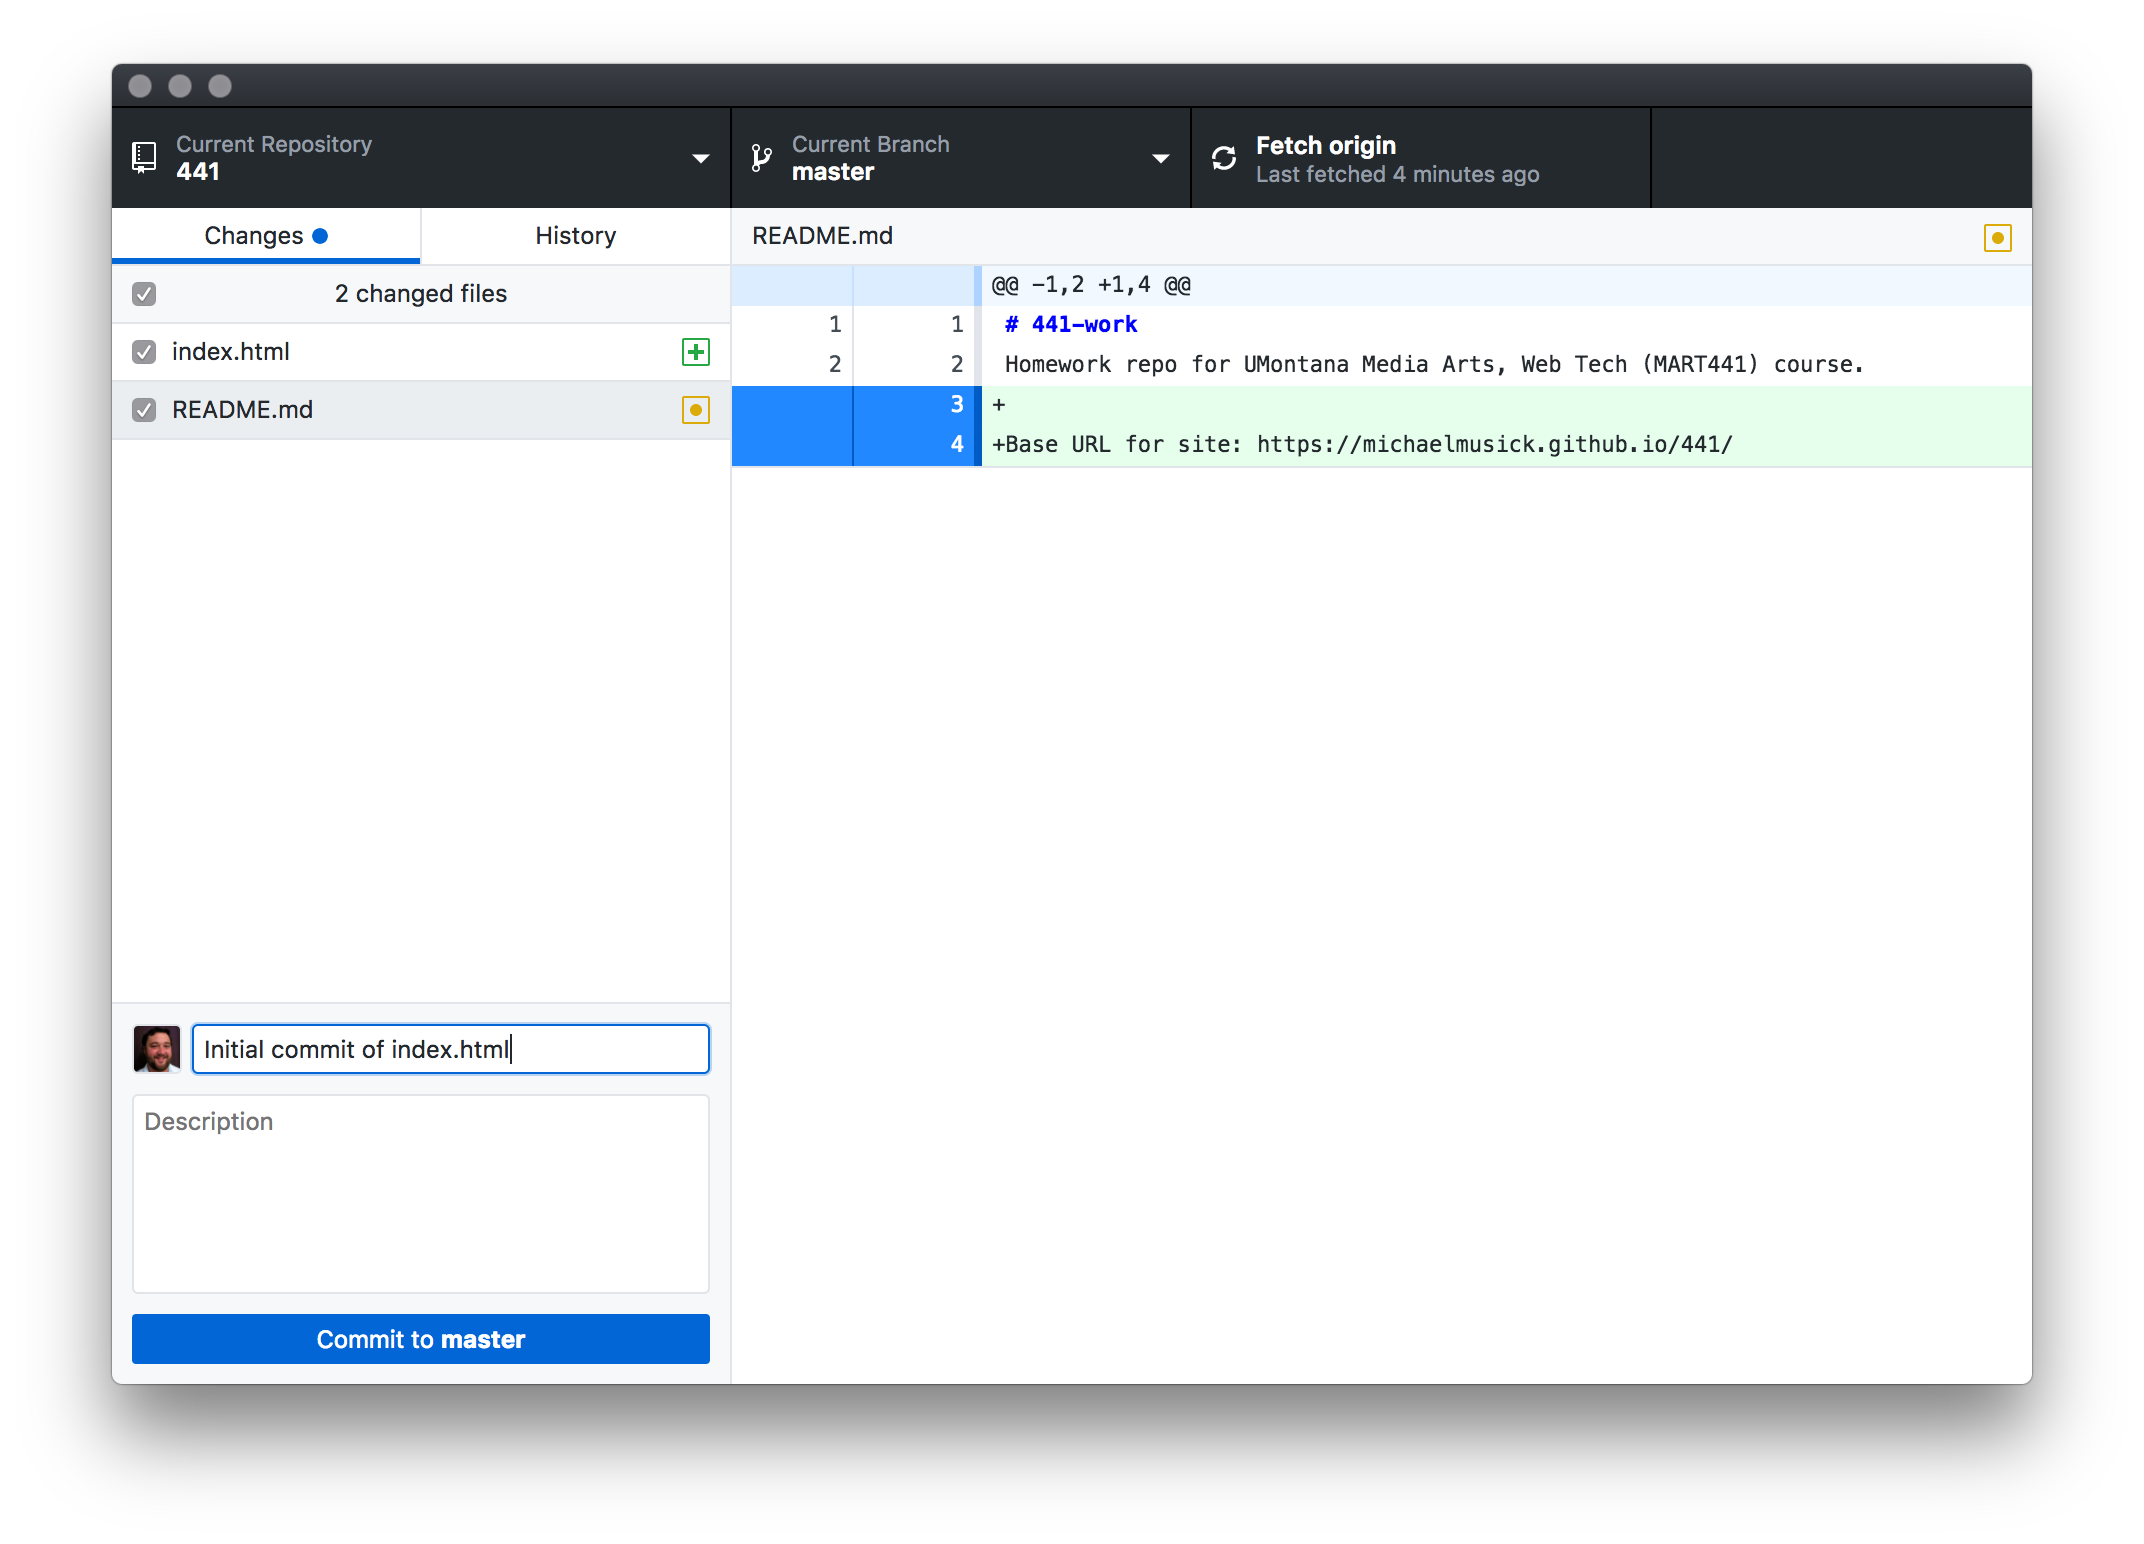 Current Repository
441
Current Branch
master
Fetch origin
Last fetched 4 minutes ago
Changes
History
2 changed files
index.html
README.md
README.md
@@ -1,2 +1,4 @@
1 1 # 441-work
2 2 Homework repo for UMontana Media Arts, Web Tech (MART441) course.
3 +
4 +Base URL for site: https://michaelmusick.github.io/441/
Initial commit of index.html
Description
Commit to master